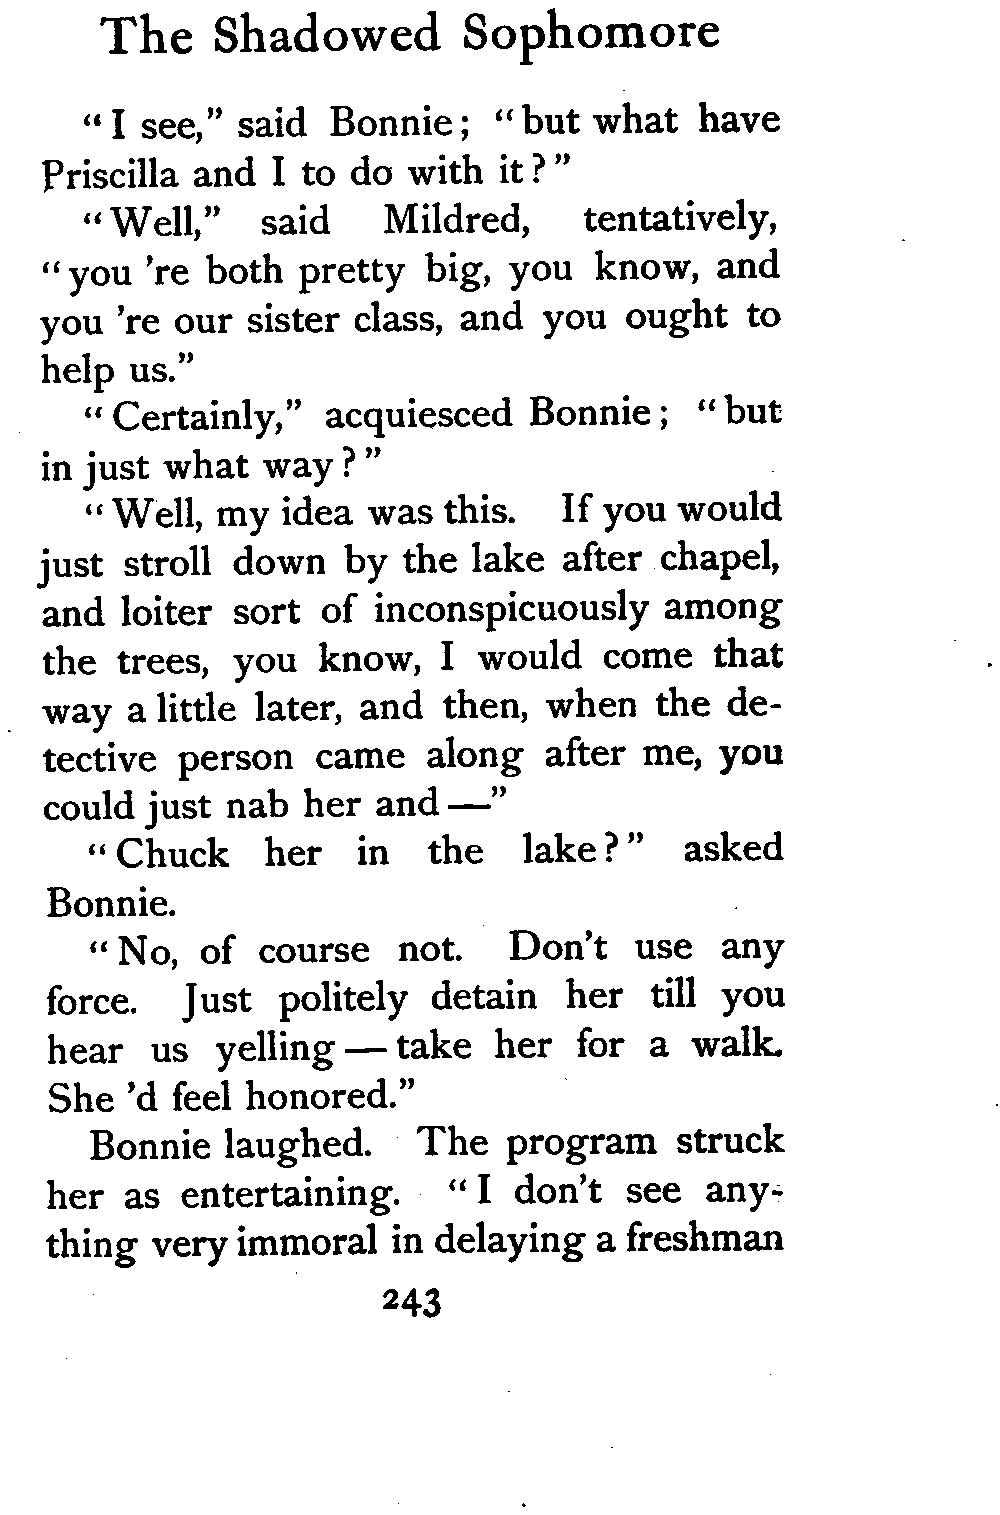 The Shadowed Sophomore
“I see,” said Bonnie; “but what have
Priscilla and I to do with it?”
“Well,” said Mildred, tentatively,
“you 're both pretty big, you know, and
you 're our sister class, and you ought to
help us.”
“Certainly,” acquiesced Bonnie; “but
in just what way?”
“Well, my idea was this. If you would
just stroll down by the lake after chapel,
and loiter sort of inconspicuously among
the trees, you know, I would come that
way a little later, and then, when the de-
tective person came along after me, you
could just nab her and—”
“Chuck her in the lake?” asked
Bonnie.
“No, of course not. Don't use any
force. Just politely detain her till you
hear us yelling—take her for a walk.
She 'd feel honored.”
Bonnie laughed. The program struck
her as entertaining. “I don't see any-
thing very immoral in delaying a freshman
243